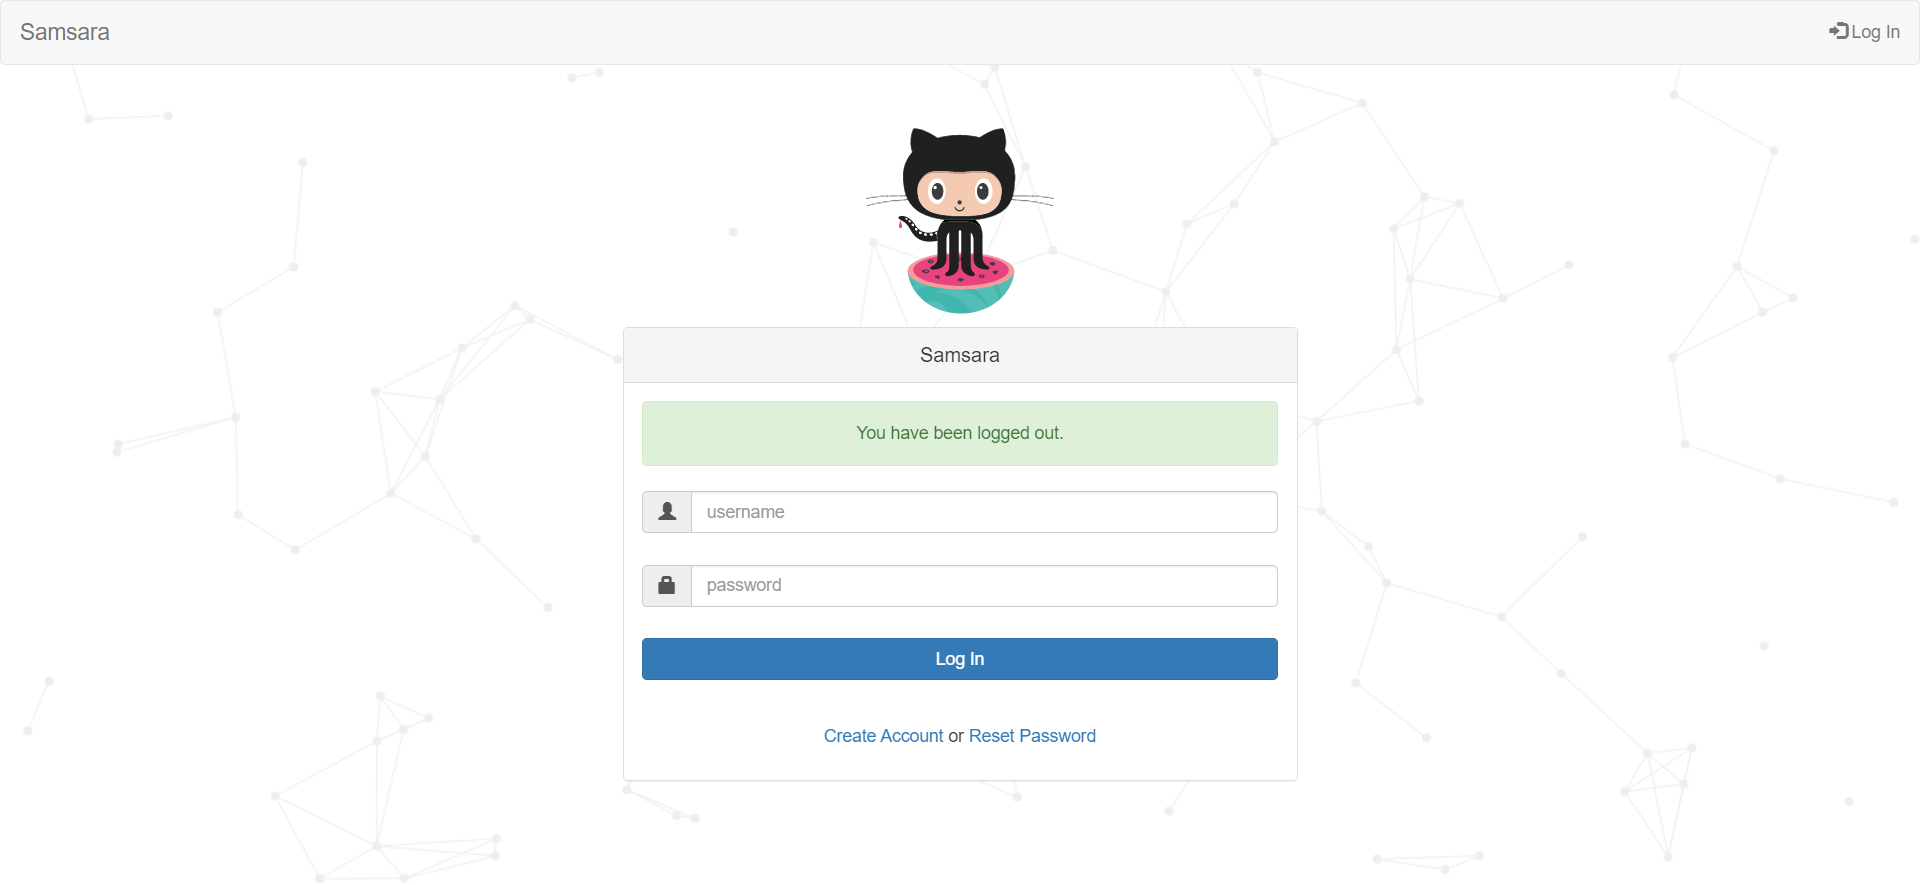 Samsara
Log In
Samsara
You have been logged out.
username
password
Log In
Create Account or Reset Password